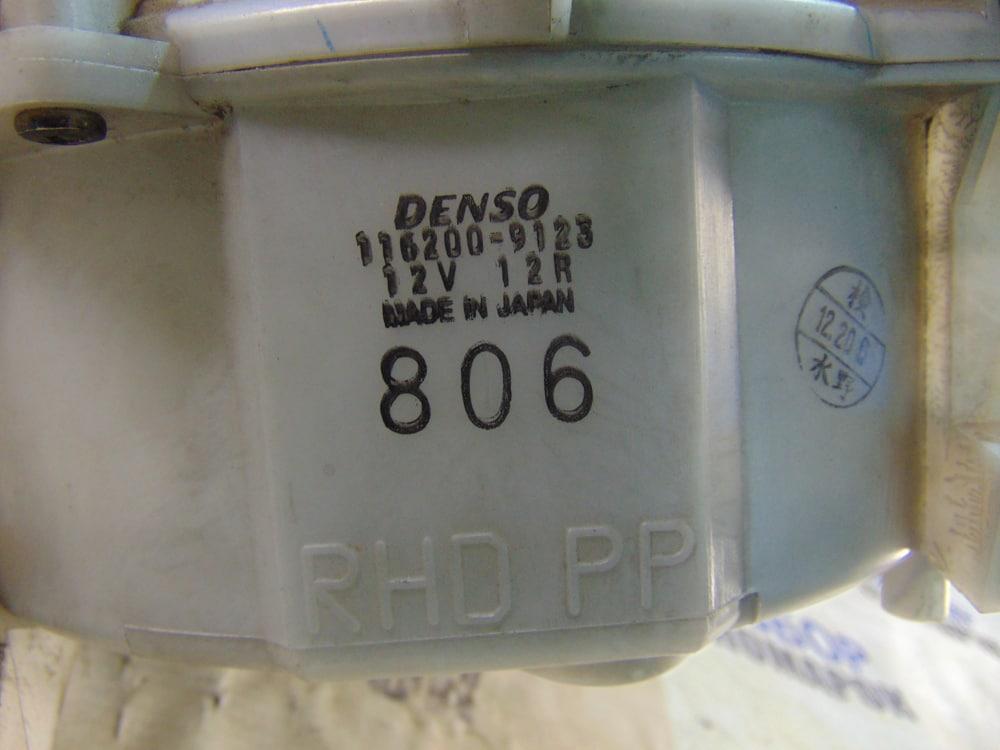 DENSO
116200-9123
12V 12R
MADE IN JAPAN
806
RHD PP
検
12.20.6
水野